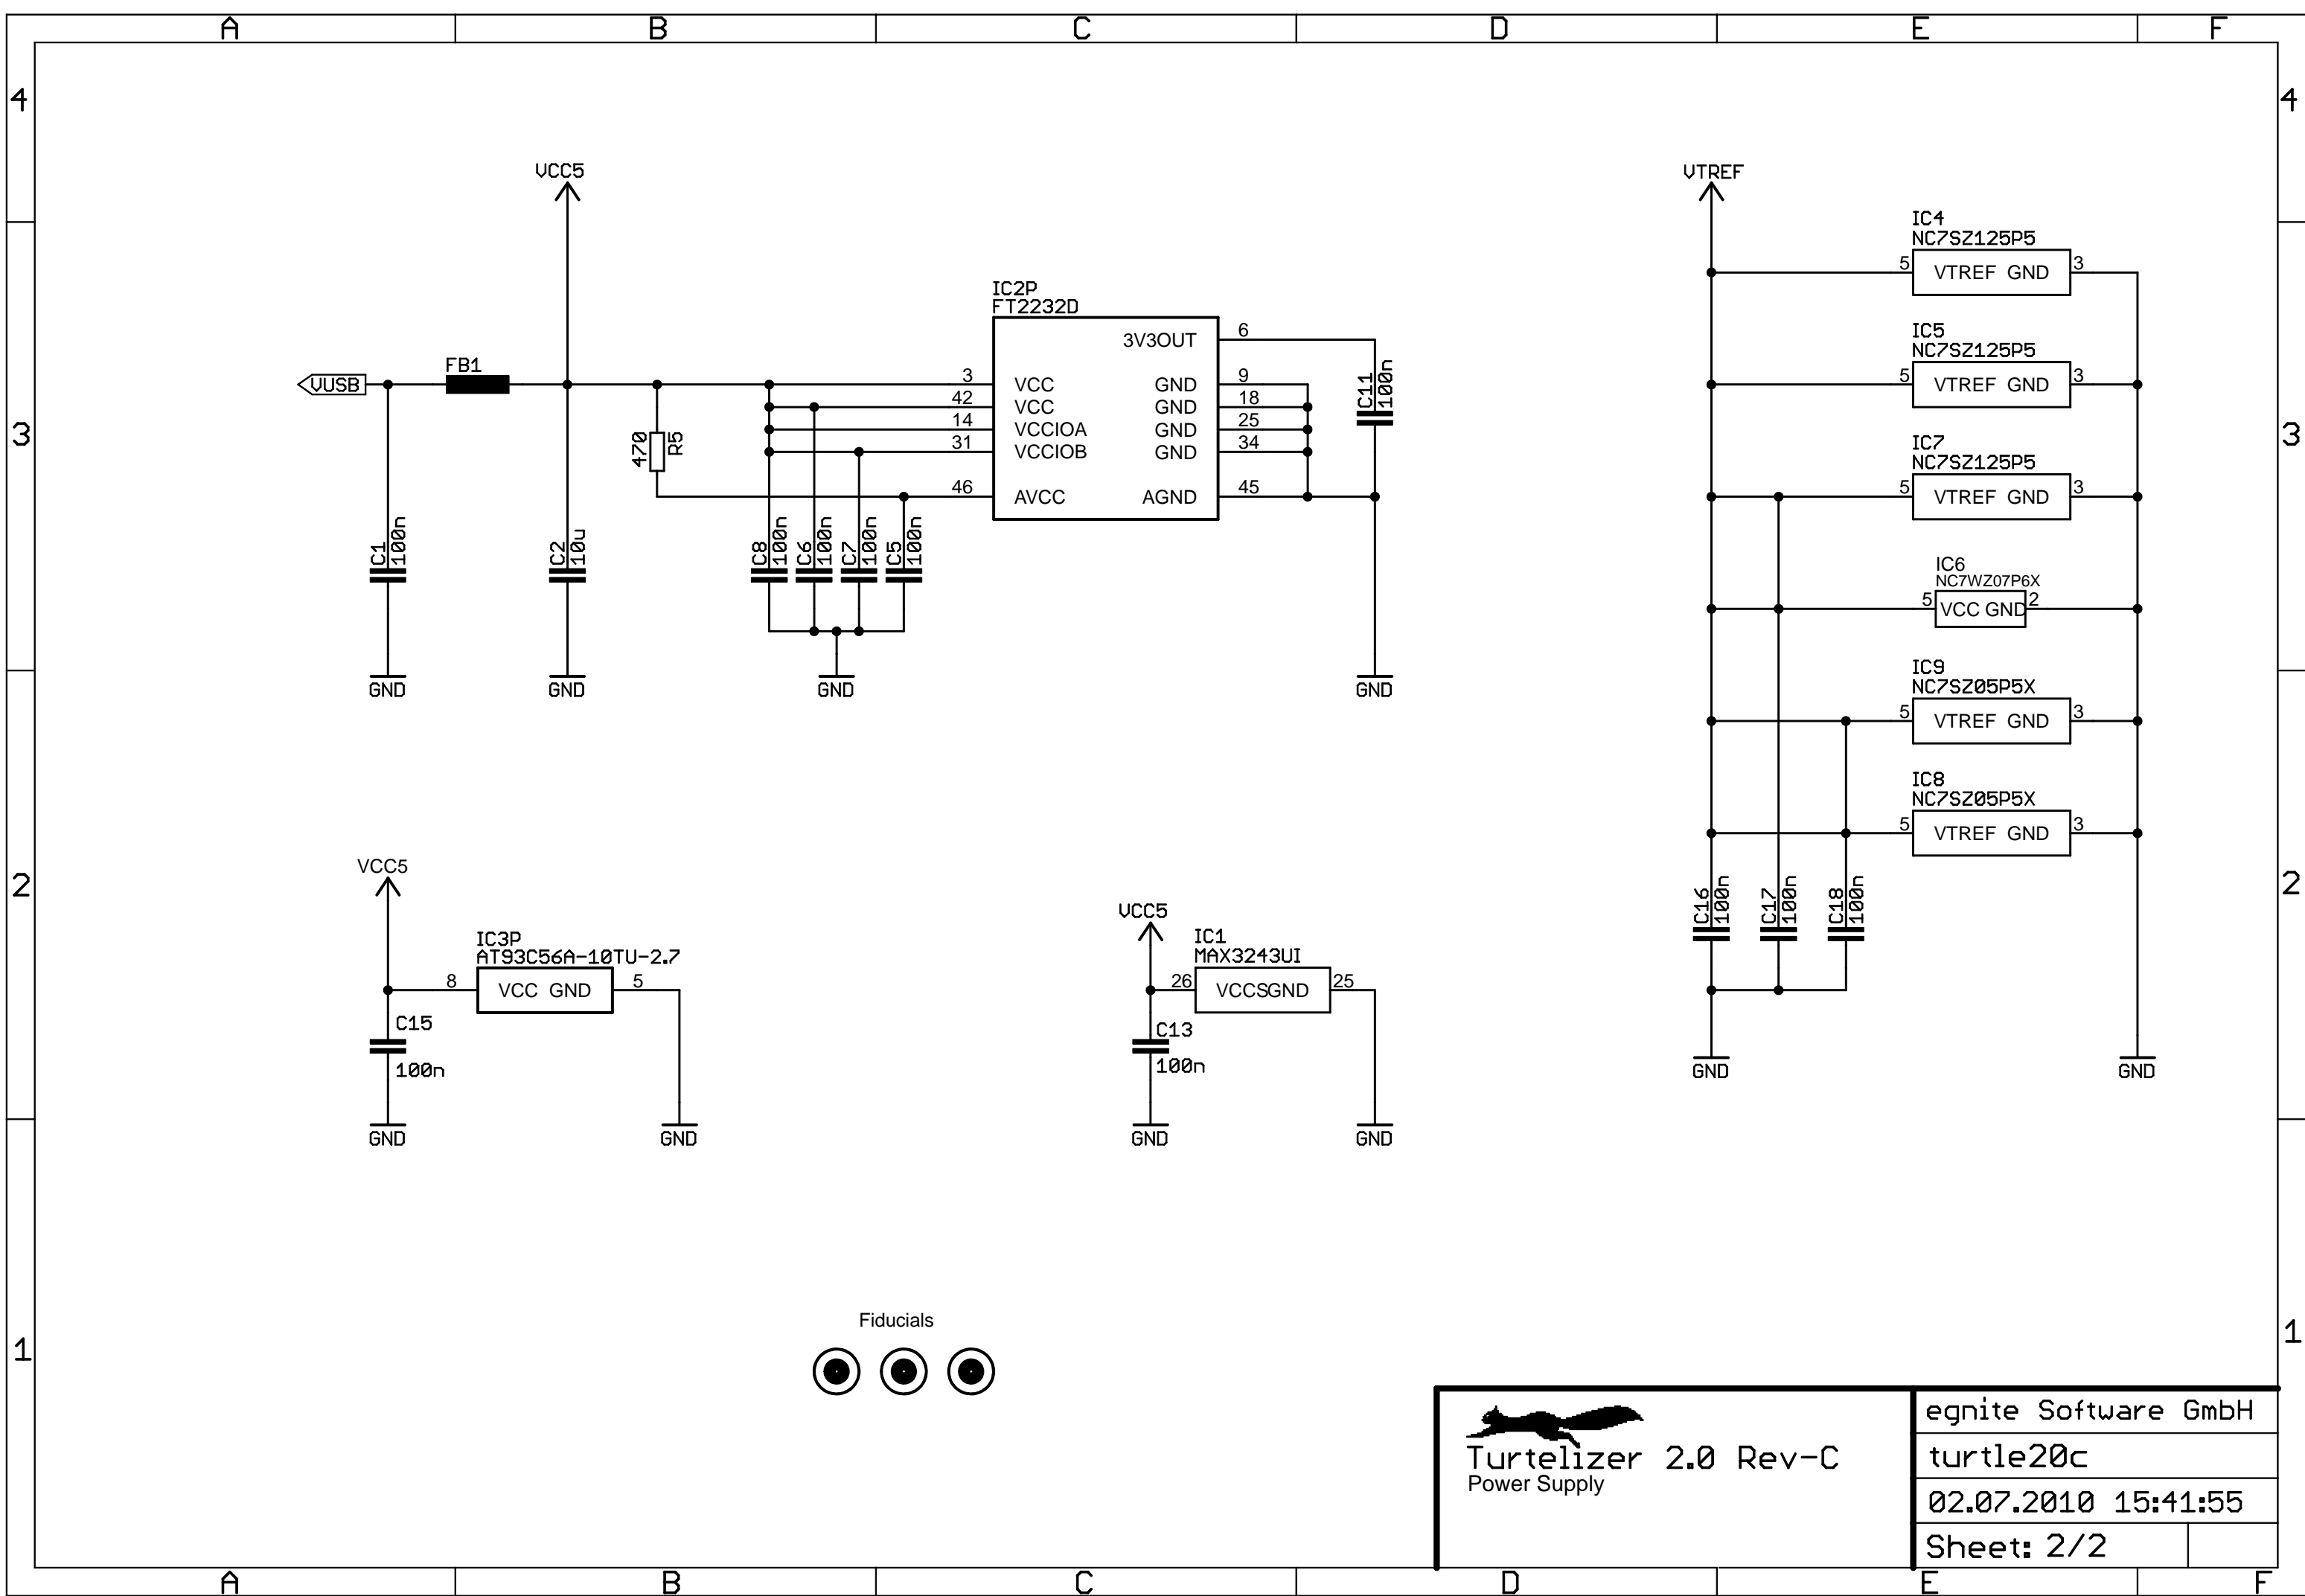 A B C D E F
4 4
VCC5
VTREF
IC4
NC7SZ125P5
5 VTREF GND 3
IC2P
FT2232D
3V3OUT 6
IC5
NC7SZ125P5
5 VTREF GND 3
VUSB
FB1
3 VCC GND 9
42 VCC GND 18
14 VCCIOA GND 25
31 VCCIOB GND 34
46 AVCC AGND 45
C11
100n
470
R5
3 3
IC7
NC7SZ125P5
5 VTREF GND 3
C1
100n
C2
10u
C8
100n
C6
100n
C7
100n
C5
100n
IC6
NC7WZ07P6X
5 VCC GND 2
GND GND GND GND
IC9
NC7SZ05P5X
5 VTREF GND 3
IC8
NC7SZ05P5X
5 VTREF GND 3
2 2
C16
100n
C17
100n
C18
100n
GND GND
VCC5
IC3P
AT93C56A-10TU-2.7
8 VCC GND 5
C15
100n
GND GND
VCC5
IC1
MAX3243UI
26 VCCSGND 25
C13
100n
GND GND
1 1
Fiducials
Turtelizer 2.0 Rev-C
Power Supply
egnite Software GmbH
turtle20c
02.07.2010 15:41:55
Sheet: 2/2
A B C D E F